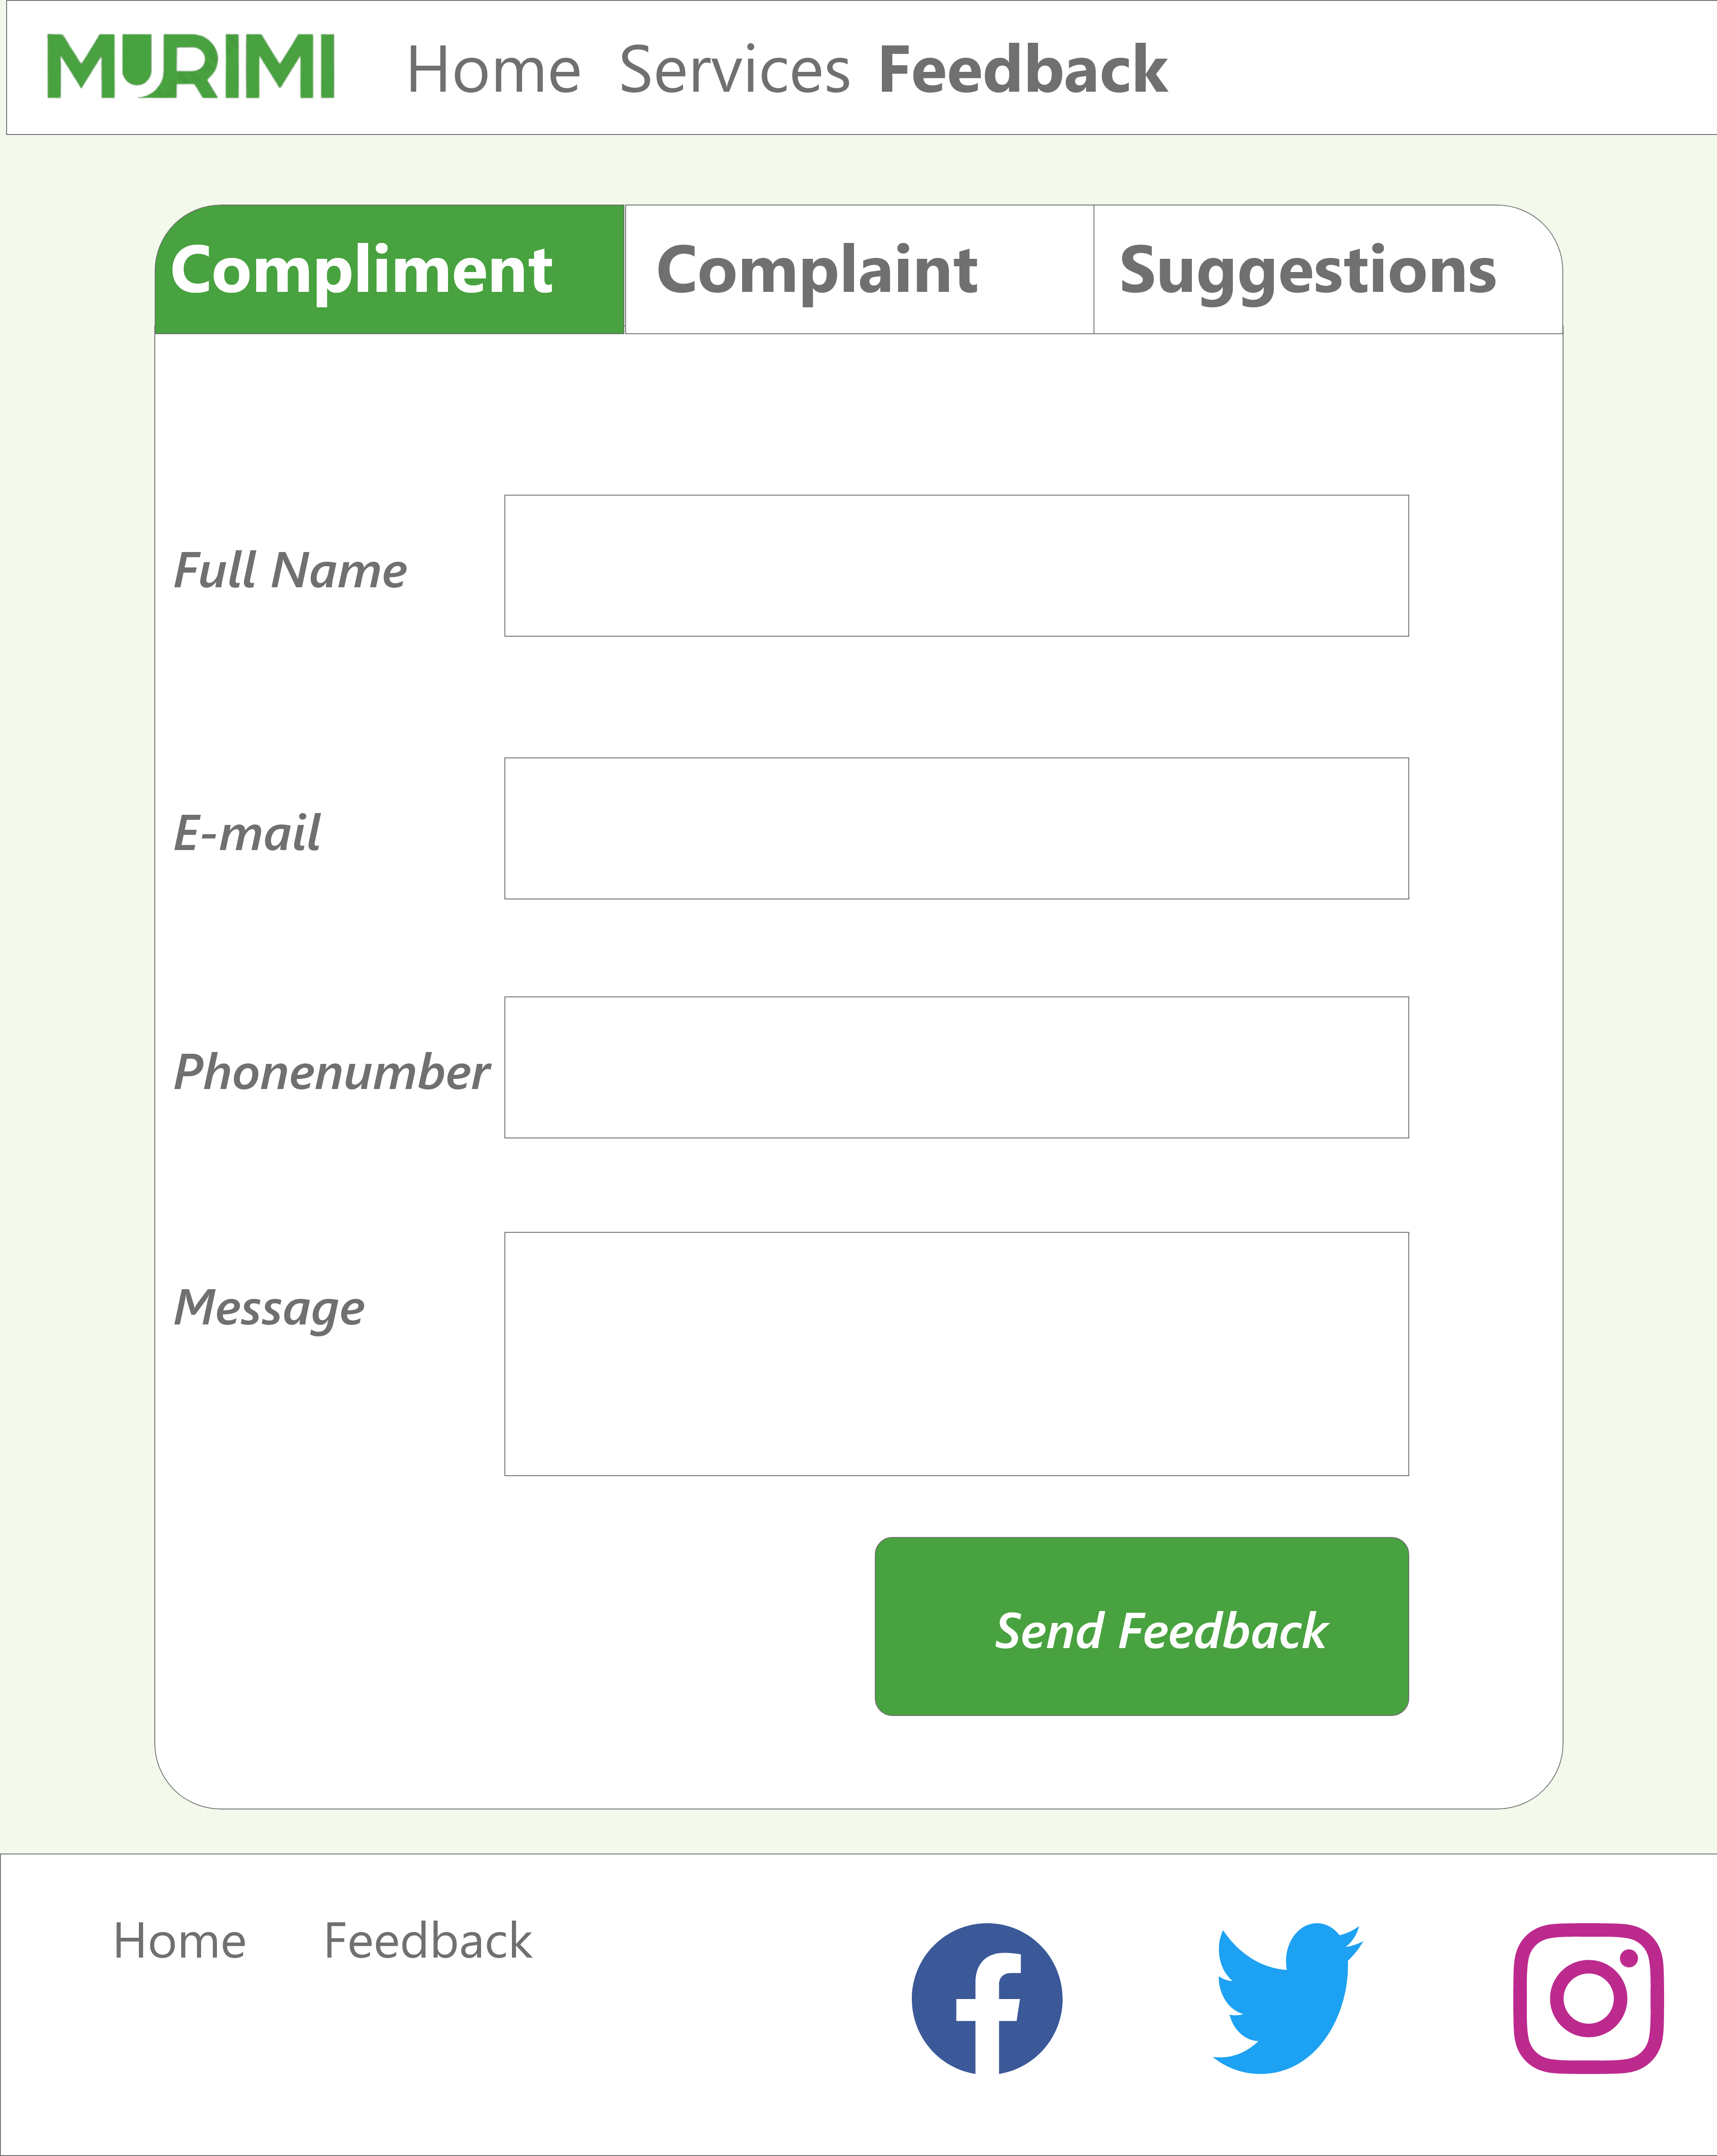 MURIMI Home Services Feedback
Compliment Complaint Suggestions
Full Name
E-mail
Phonenumber
Message
Send Feedback
Home Feedback